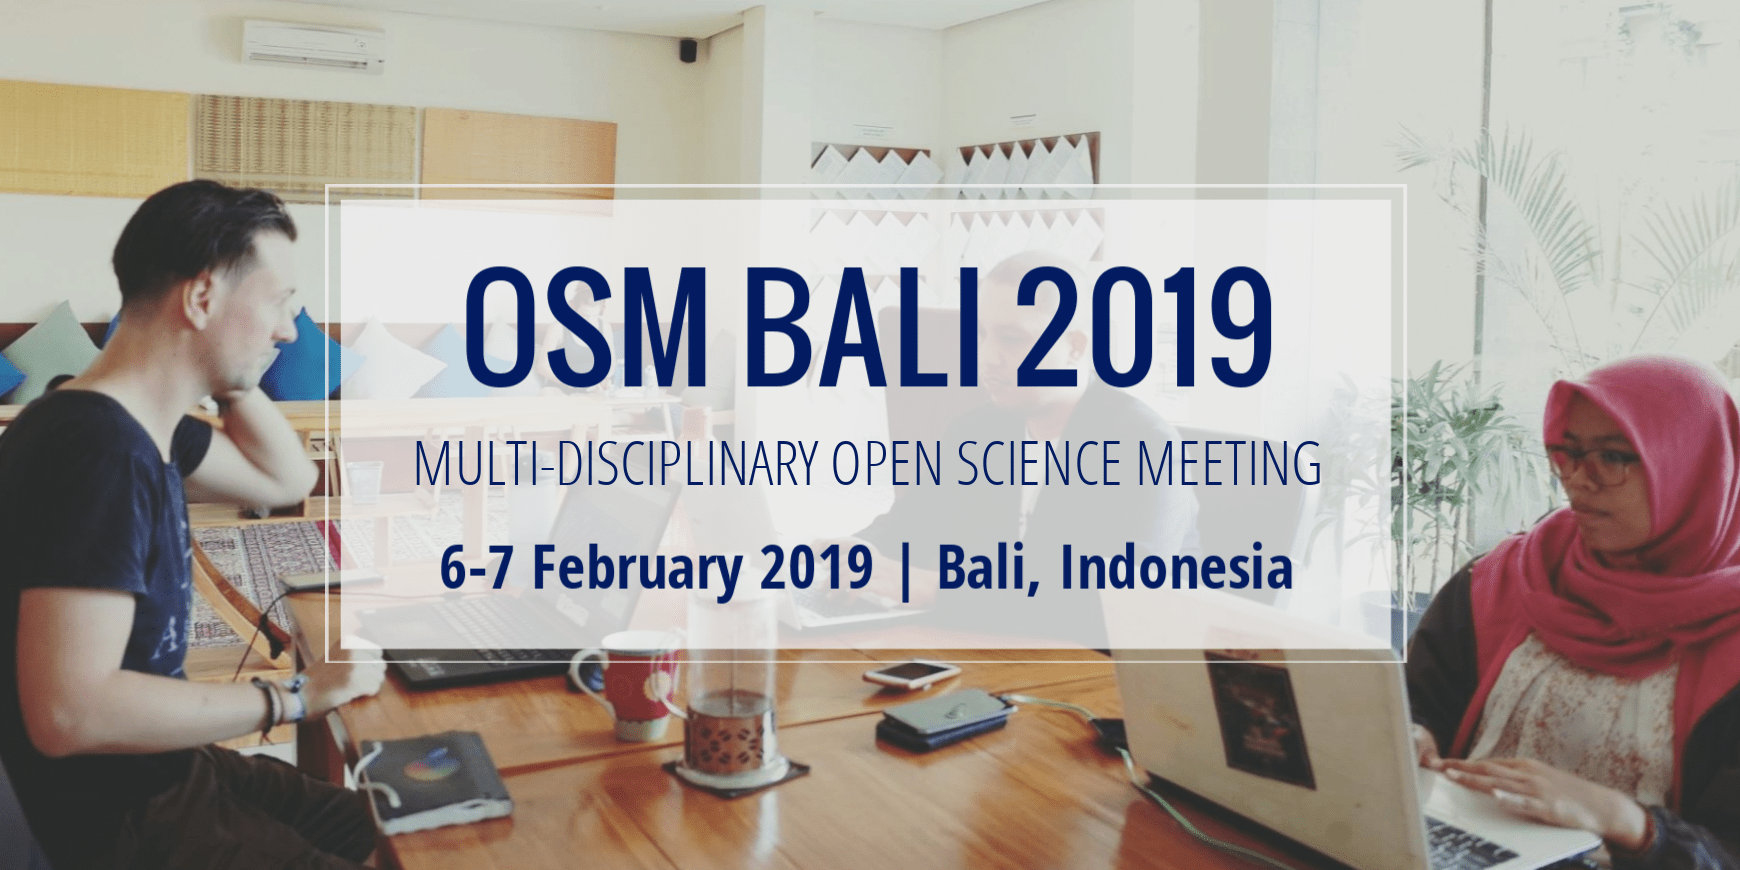 OSM BALI 2019
MULTI-DISCIPLINARY OPEN SCIENCE MEETING
6-7 February 2019 | Bali, Indonesia